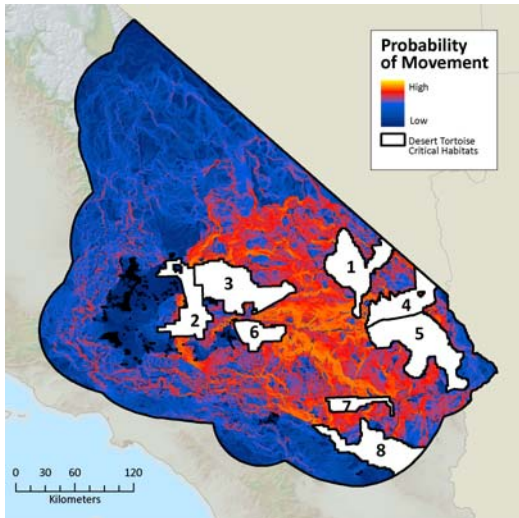 Probability
of Movement
High
Low
Desert Tortoise
Critical Habitats
1
3
4
2
6
5
7
8
0 30 60 120
Kilometers